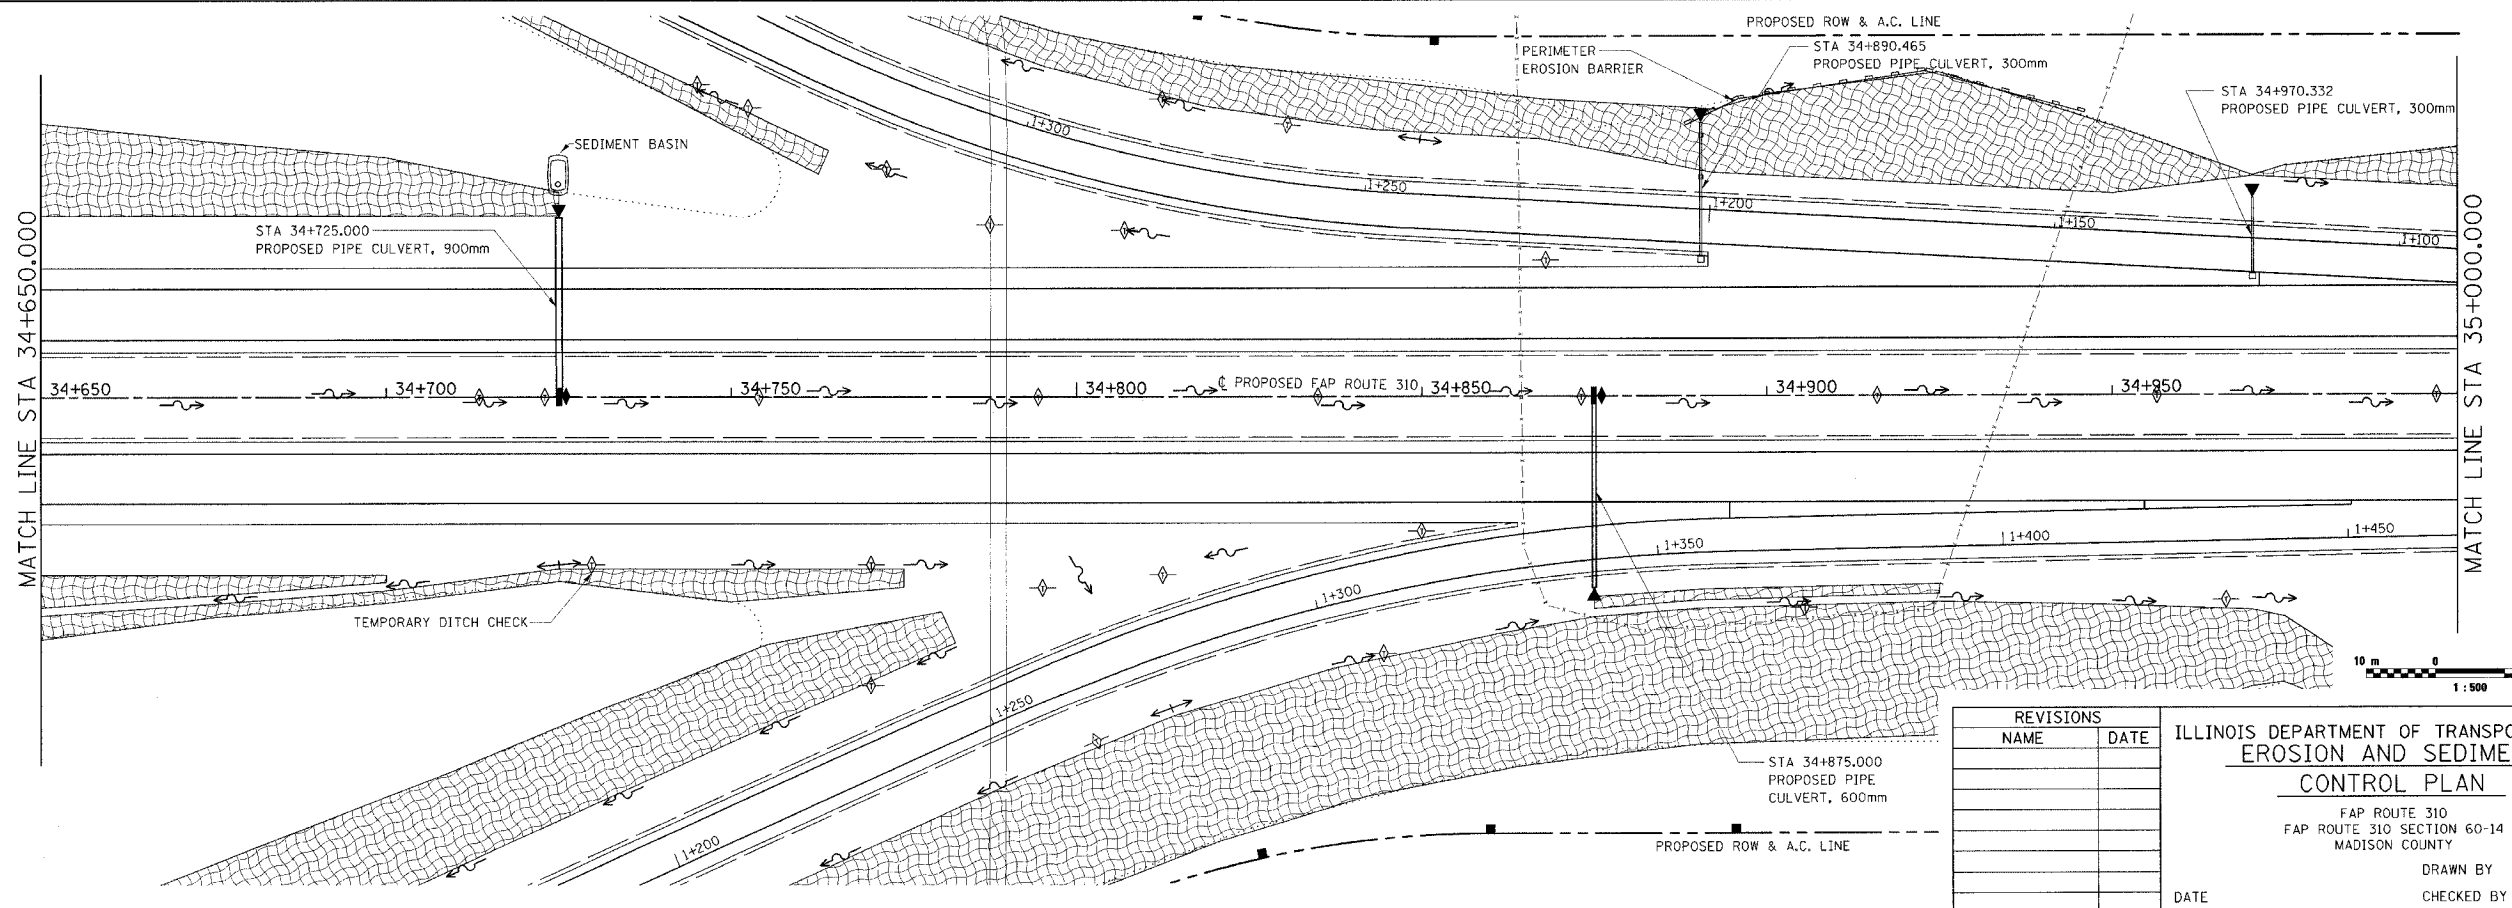 PROPOSED ROW & A.C. LINE
PERIMETER
EROSION BARRIER
STA 34+890.465
PROPOSED PIPE CULVERT, 300mm
STA 34+970.332
PROPOSED PIPE CULVERT, 300mm
SEDIMENT BASIN
1+300
1+250
1+200
1+150
1+100
STA 34+725.000
PROPOSED PIPE CULVERT, 900mm
MATCH LINE STA 34+650.000
MATCH LINE STA 35+000.000
34+650
34+700
34+750
34+800
℄ PROPOSED FAP ROUTE 310
34+850
34+900
34+950
1+450
1+400
1+350
1+300
1+250
1+200
TEMPORARY DITCH CHECK
10 m 0
1 : 500
STA 34+875.000
PROPOSED PIPE
CULVERT, 600mm
PROPOSED ROW & A.C. LINE
REVISIONS
NAME DATE
ILLINOIS DEPARTMENT OF TRANSPO
EROSION AND SEDIME
CONTROL PLAN
FAP ROUTE 310
FAP ROUTE 310 SECTION 60-14
MADISON COUNTY
DRAWN BY
DATE CHECKED BY